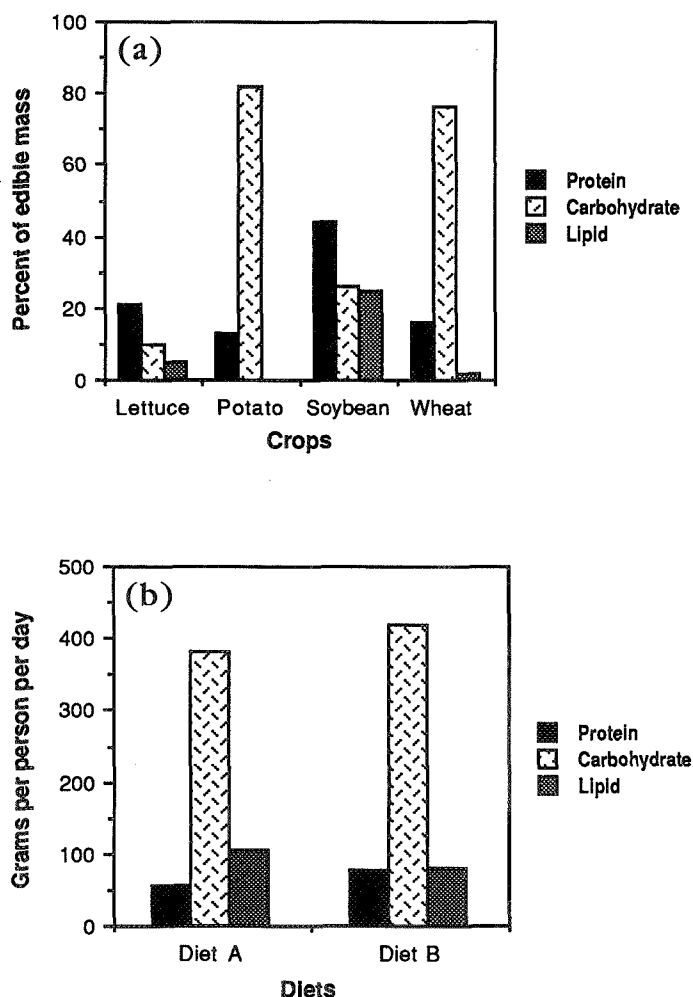 (a)
Percent of edible mass
100
80
60
40
20
0
Lettuce Potato Soybean Wheat
Crops
Protein
Carbohydrate
Lipid
(b)
Grams per person per day
500
400
300
200
100
0
Diet A Diet B
Diets
Protein
Carbohydrate
Lipid